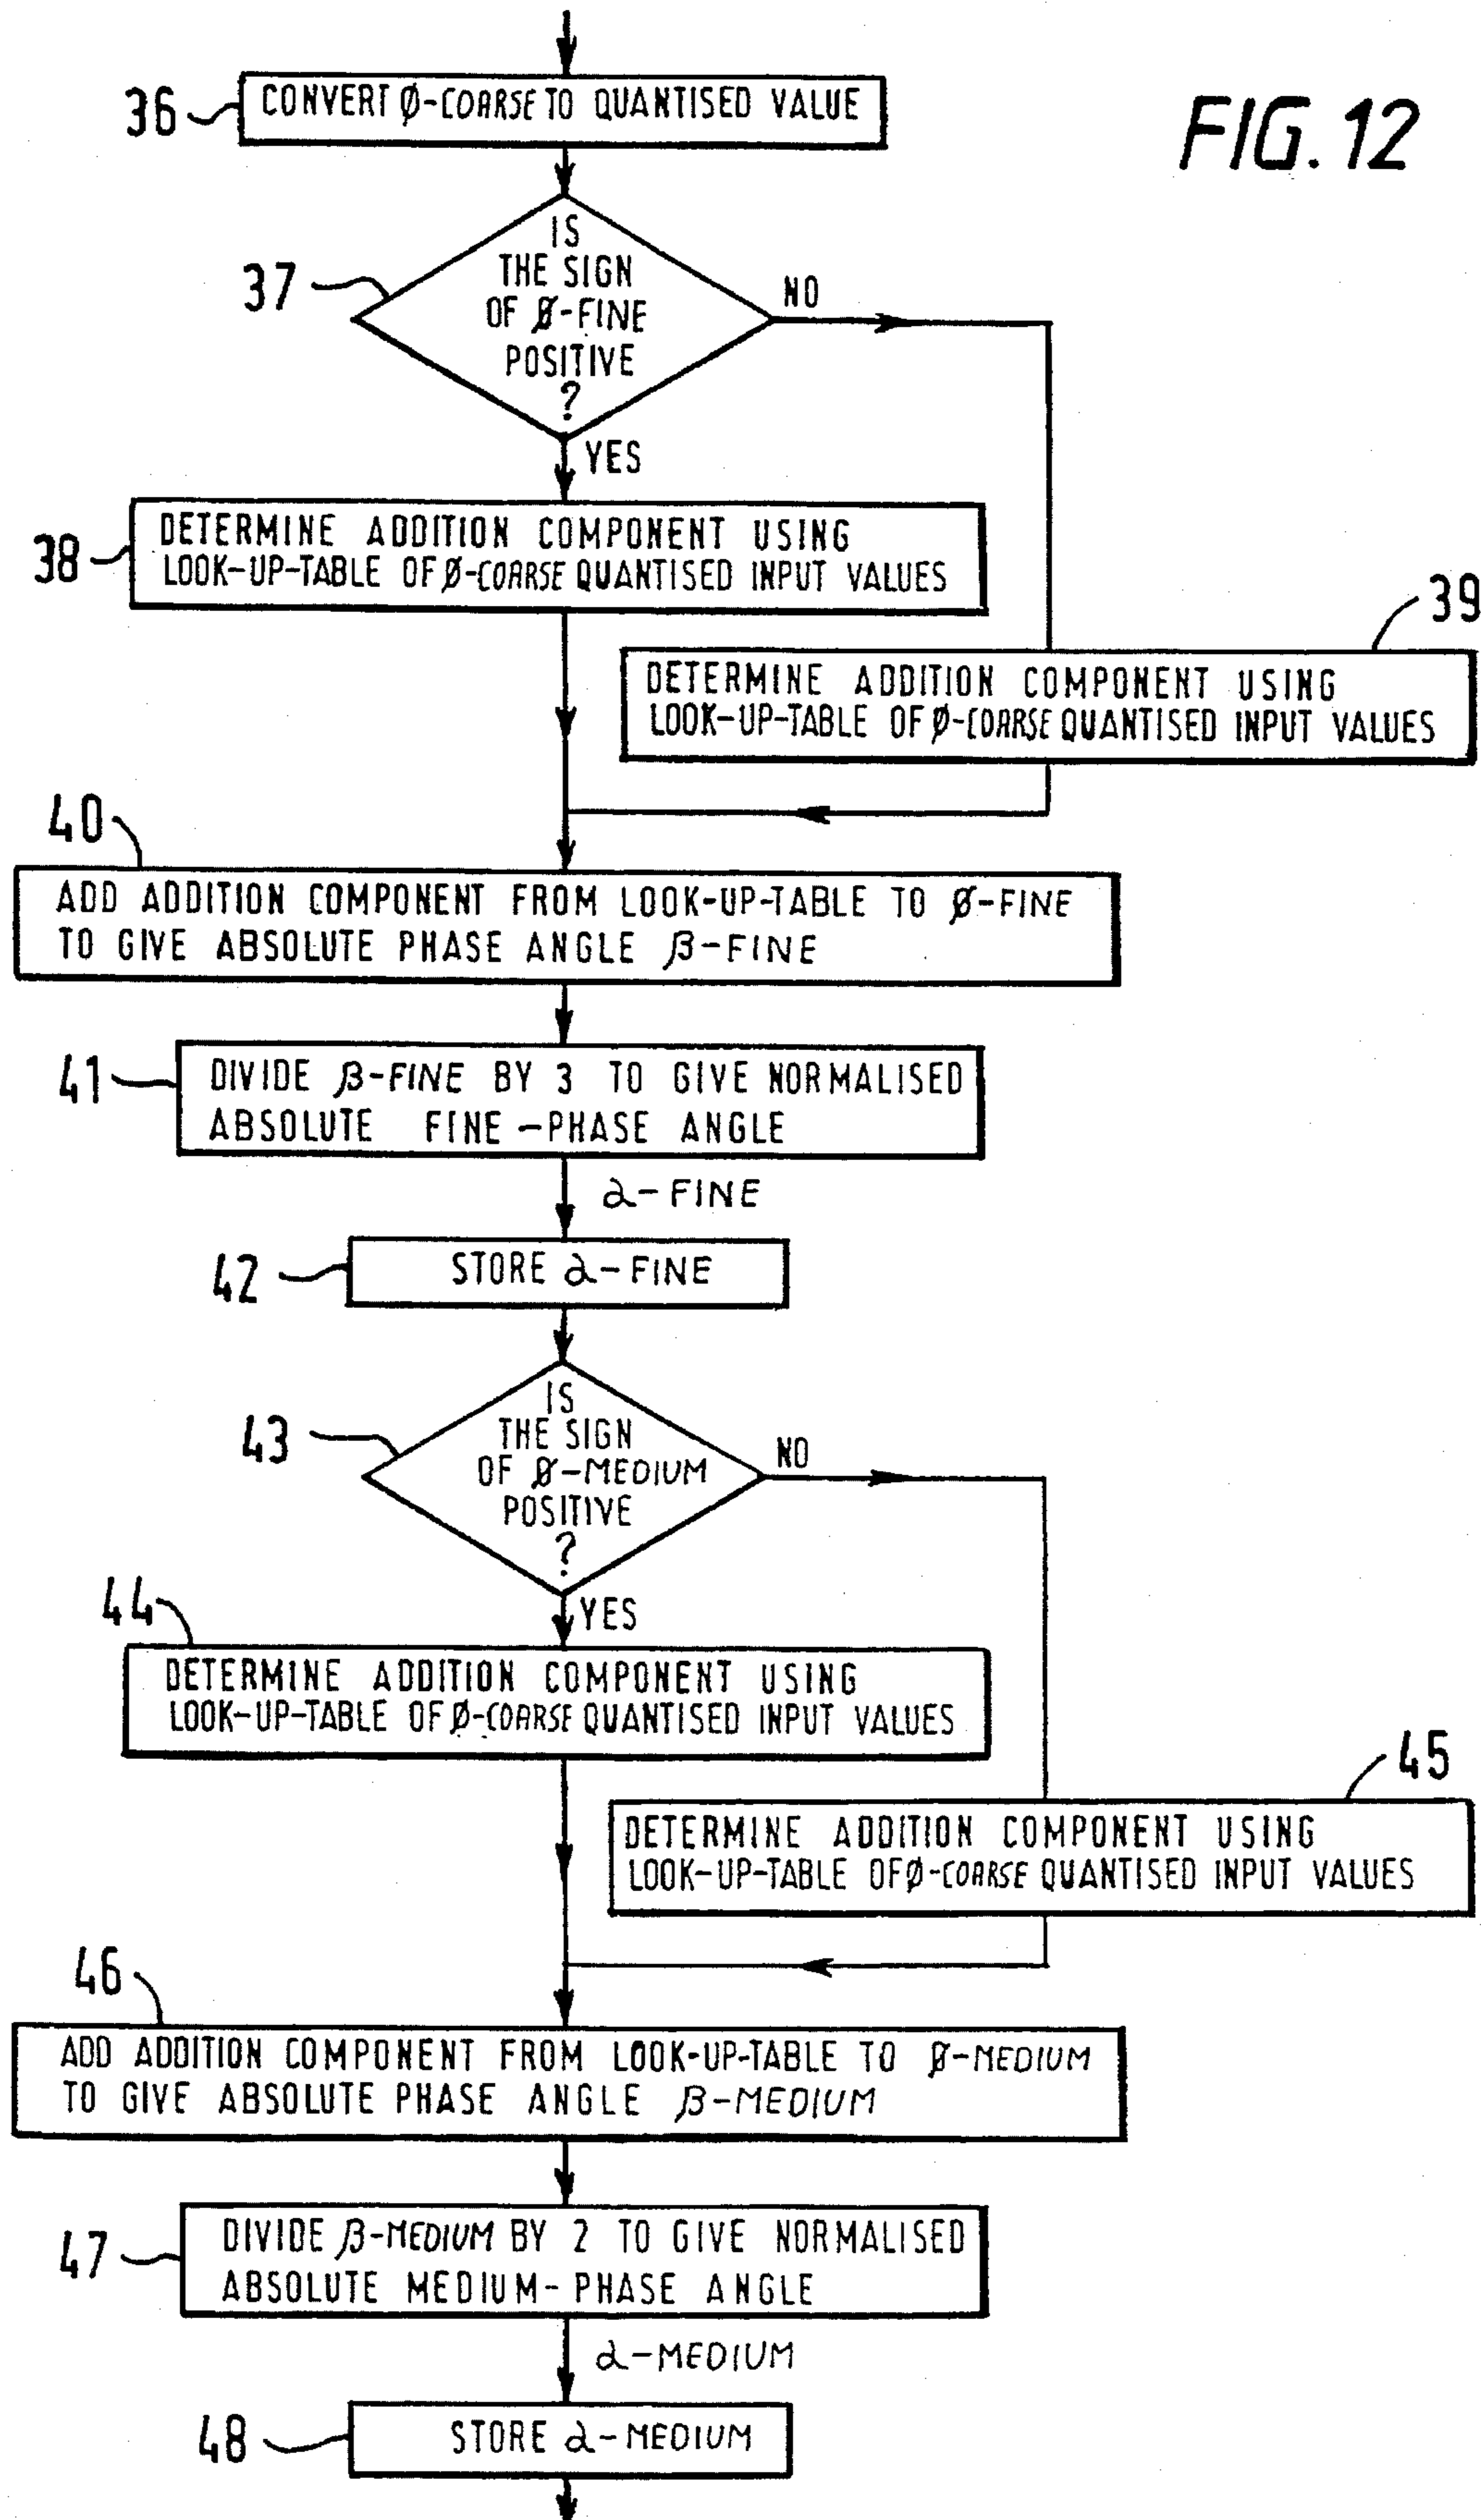 FIG. 12
36
CONVERT Ø-COARSE TO QUANTISED VALUE
37
IS
THE SIGN
OF Ø-FINE
POSITIVE
?
NO
YES
38
DETERMINE ADDITION COMPONENT USING
LOOK-UP-TABLE OF Ø-COARSE QUANTISED INPUT VALUES
39
DETERMINE ADDITION COMPONENT USING
LOOK-UP-TABLE OF Ø-COARSE QUANTISED INPUT VALUES
40
ADD ADDITION COMPONENT FROM LOOK-UP-TABLE TO Ø-FINE
TO GIVE ABSOLUTE PHASE ANGLE β-FINE
41
DIVIDE β-FINE BY 3 TO GIVE NORMALISED
ABSOLUTE FINE-PHASE ANGLE
α-FINE
42
STORE α-FINE
43
IS
THE SIGN
OF Ø-MEDIUM
POSITIVE
?
NO
YES
44
DETERMINE ADDITION COMPONENT USING
LOOK-UP-TABLE OF Ø-COARSE QUANTISED INPUT VALUES
45
DETERMINE ADDITION COMPONENT USING
LOOK-UP-TABLE OF Ø-COARSE QUANTISED INPUT VALUES
46
ADD ADDITION COMPONENT FROM LOOK-UP-TABLE TO Ø-MEDIUM
TO GIVE ABSOLUTE PHASE ANGLE β-MEDIUM
47
DIVIDE β-MEDIUM BY 2 TO GIVE NORMALISED
ABSOLUTE MEDIUM-PHASE ANGLE
α-MEDIUM
48
STORE α-MEDIUM